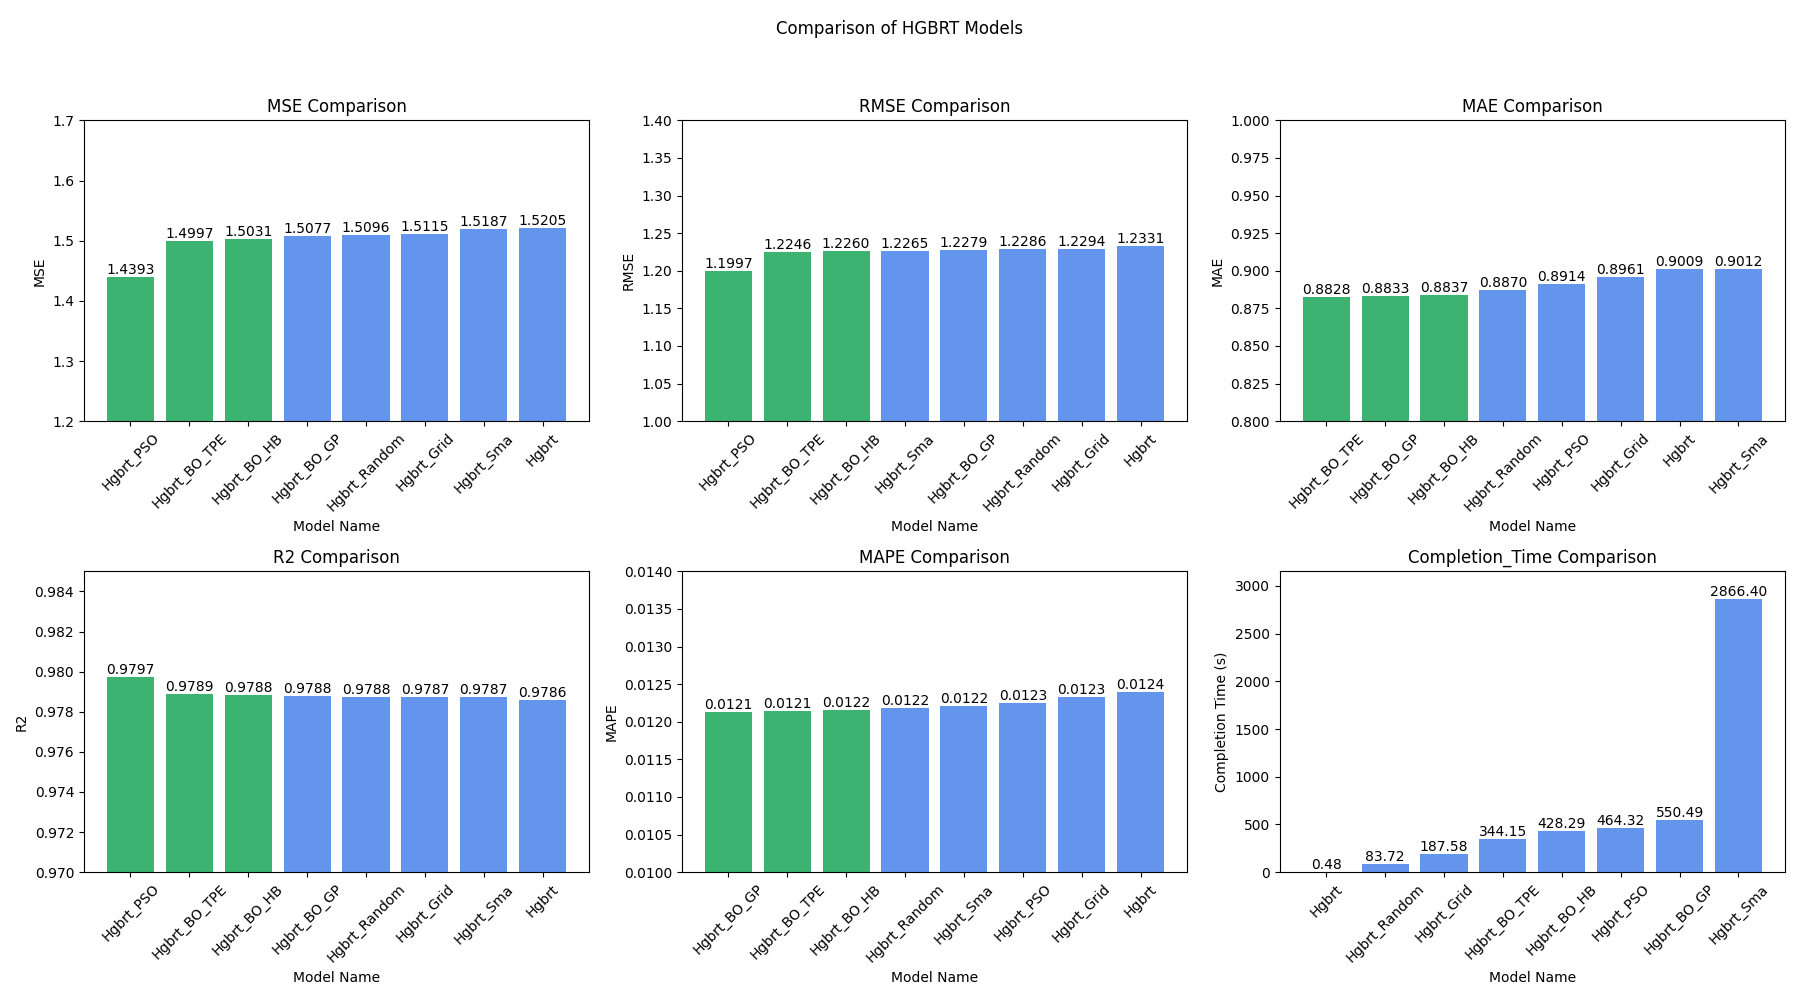 Comparison of HGBRT Models
MSE Comparison
MSE
1.7
1.6
1.5
1.4
1.3
1.2
1.4393
1.4997
1.5031
1.5077
1.5096
1.5115
1.5187
1.5205
Hgbrt_PSO
Hgbrt_BO_TPE
Hgbrt_BO_HB
Hgbrt_BO_GP
Hgbrt_Random
Hgbrt_Grid
Hgbrt_Sma
Hgbrt
Model Name
RMSE Comparison
RMSE
1.40
1.35
1.30
1.25
1.20
1.15
1.10
1.05
1.00
1.1997
1.2246
1.2260
1.2265
1.2279
1.2286
1.2294
1.2331
Hgbrt_PSO
Hgbrt_BO_TPE
Hgbrt_BO_HB
Hgbrt_Sma
Hgbrt_BO_GP
Hgbrt_Random
Hgbrt_Grid
Hgbrt
Model Name
MAE Comparison
MAE
1.000
0.975
0.950
0.925
0.900
0.875
0.850
0.825
0.800
0.8828
0.8833
0.8837
0.8870
0.8914
0.8961
0.9009
0.9012
Hgbrt_BO_TPE
Hgbrt_BO_GP
Hgbrt_BO_HB
Hgbrt_Random
Hgbrt_PSO
Hgbrt_Grid
Hgbrt
Hgbrt_Sma
Model Name
R2 Comparison
R2
0.984
0.982
0.980
0.978
0.976
0.974
0.972
0.970
0.9797
0.9789
0.9788
0.9788
0.9788
0.9787
0.9787
0.9786
Hgbrt_PSO
Hgbrt_BO_TPE
Hgbrt_BO_HB
Hgbrt_BO_GP
Hgbrt_Random
Hgbrt_Grid
Hgbrt_Sma
Hgbrt
Model Name
MAPE Comparison
MAPE
0.0140
0.0135
0.0130
0.0125
0.0120
0.0115
0.0110
0.0105
0.0100
0.0121
0.0121
0.0122
0.0122
0.0122
0.0123
0.0123
0.0124
Hgbrt_BO_GP
Hgbrt_BO_TPE
Hgbrt_BO_HB
Hgbrt_Random
Hgbrt_Sma
Hgbrt_PSO
Hgbrt_Grid
Hgbrt
Model Name
Completion_Time Comparison
Completion Time (s)
3000
2500
2000
1500
1000
500
0
0.48
83.72
187.58
344.15
428.29
464.32
550.49
2866.40
Hgbrt
Hgbrt_Random
Hgbrt_Grid
Hgbrt_BO_TPE
Hgbrt_BO_HB
Hgbrt_PSO
Hgbrt_BO_GP
Hgbrt_Sma
Model Name